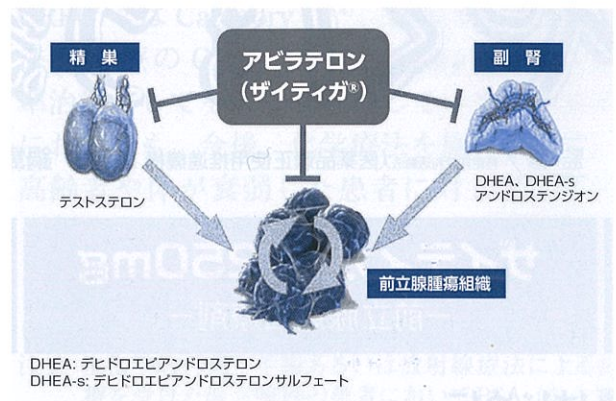 精巣
アビラテロン
(ザイティガ®)
副腎
テストステロン
DHEA、DHEA-s
アンドロステンジオン
前立腺腫瘍組織
DHEA: デヒドロエピアンドロステロン
DHEA-s: デヒドロエピアンドロステロンサルフェート